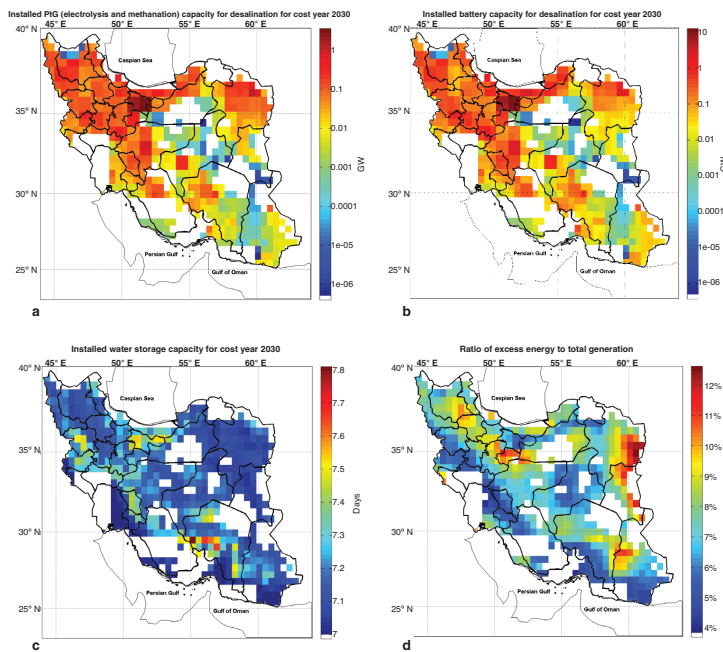 Installed PtG (electrolysis and methanation) capacity for desalination for cost year 2030
45° E 50° E 55° E 60° E
40° N
35° N
30° N
25° N
Caspian Sea
Persian Gulf
Gulf of Oman
1
0.1
0.01
0.001
0.0001
1e-05
1e-06
GW
a
Installed battery capacity for desalination for cost year 2030
45° E 50° E 55° E 60° E
40° N
35° N
30° N
25° N
Caspian Sea
Persian Gulf
Gulf of Oman
10
1
0.1
0.01
0.001
0.0001
1e-05
1e-06
GW
b
Installed water storage capacity for cost year 2030
45° E 50° E 55° E 60° E
40° N
35° N
30° N
25° N
Caspian Sea
Persian Gulf
Gulf of Oman
7.8
7.7
7.6
7.5
7.4
7.3
7.2
7.1
7
Days
c
Ratio of excess energy to total generation
45° E 50° E 55° E 60° E
40° N
35° N
30° N
25° N
Caspian Sea
Persian Gulf
Gulf of Oman
12%
11%
10%
9%
8%
7%
6%
5%
4%
d